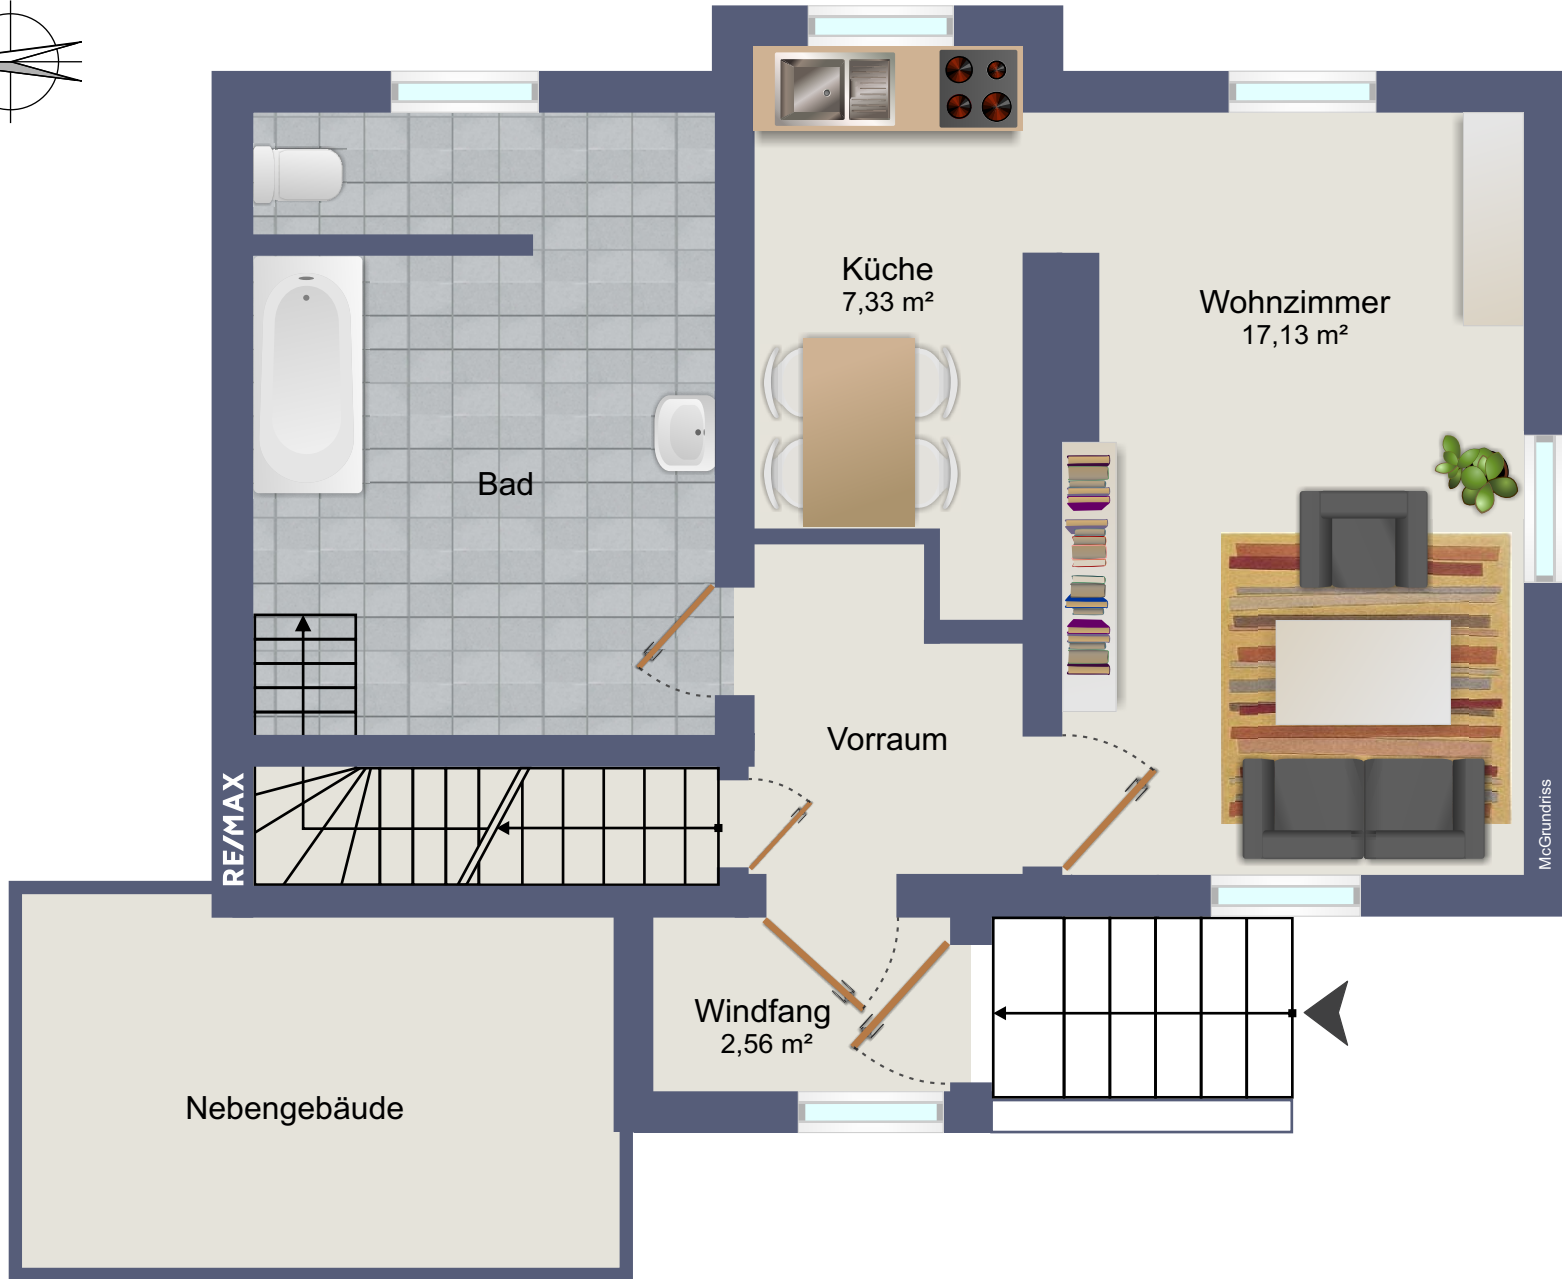 Küche
7,33 m²
Wohnzimmer
17,13 m²
Bad
Vorraum
RE/MAX
McGrundriss
Windfang
2,56 m²
Nebengebäude